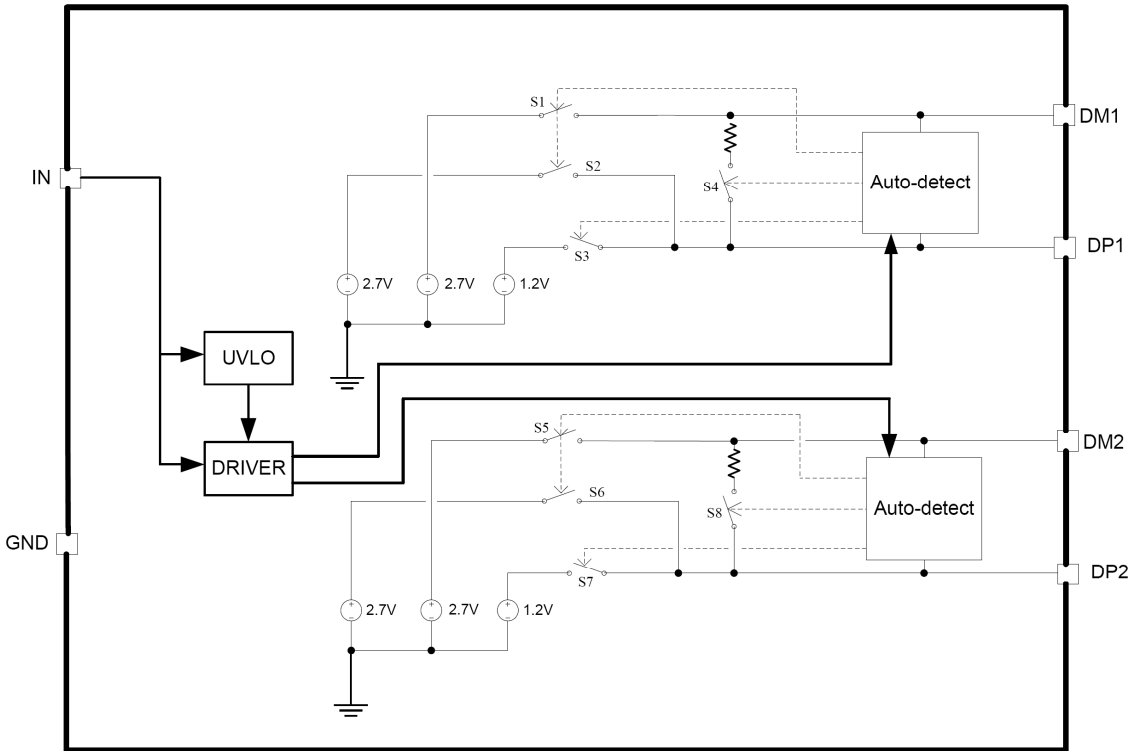 S1
DM1
IN
S2
S4
Auto-detect
S3
DP1
+
−
2.7V
+
−
2.7V
+
−
1.2V
UVLO
S5
DM2
DRIVER
S6
S8
Auto-detect
GND
S7
DP2
+
−
2.7V
+
−
2.7V
+
−
1.2V